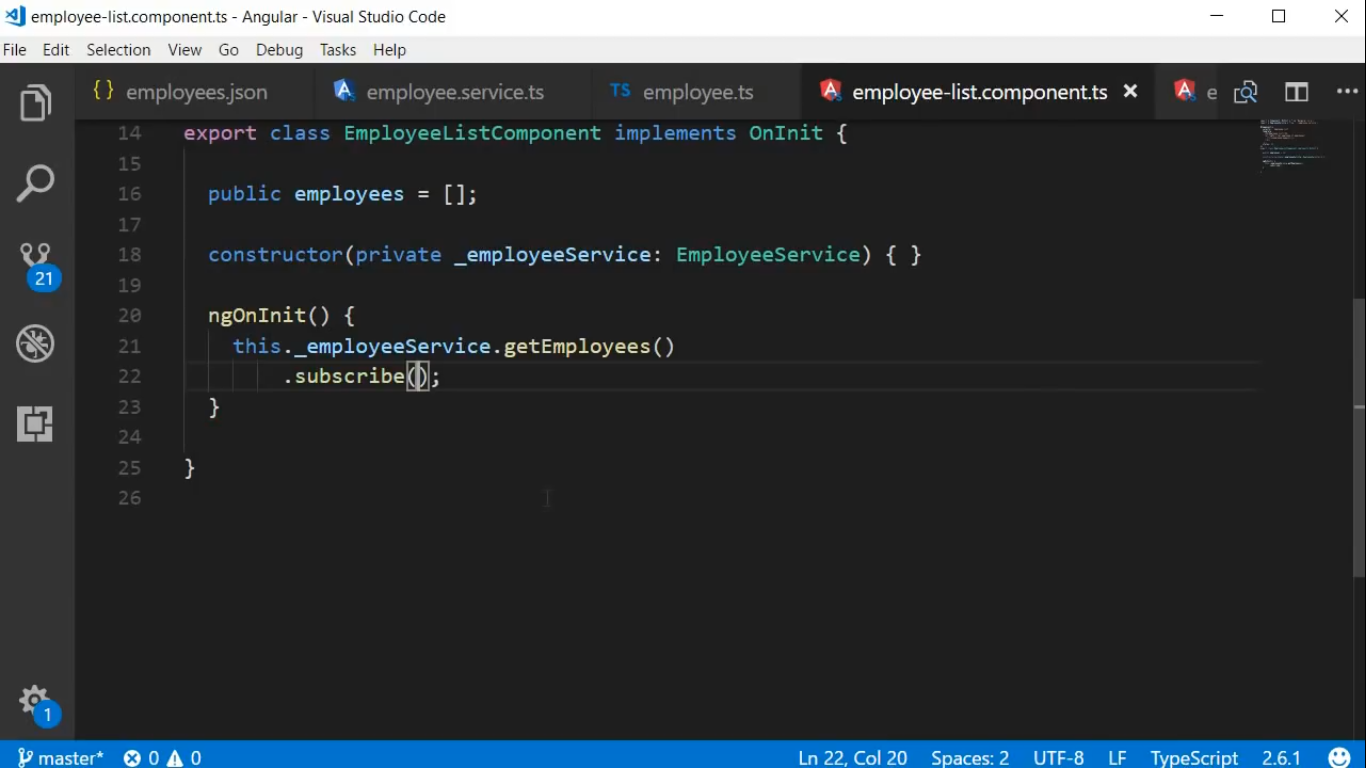 employee-list.component.ts - Angular - Visual Studio Code
File Edit Selection View Go Debug Tasks Help
{} employees.json employee.service.ts TS employee.ts employee-list.component.ts e
14 export class EmployeeListComponent implements OnInit {
15
16 public employees = [];
17
18 constructor(private _employeeService: EmployeeService) { }
19
20 ngOnInit() {
21 this._employeeService.getEmployees()
22 .subscribe();
23 }
24
25 }
26
21
1
master* 0 0 Ln 22, Col 20 Spaces: 2 UTF-8 LF TypeScript 2.6.1